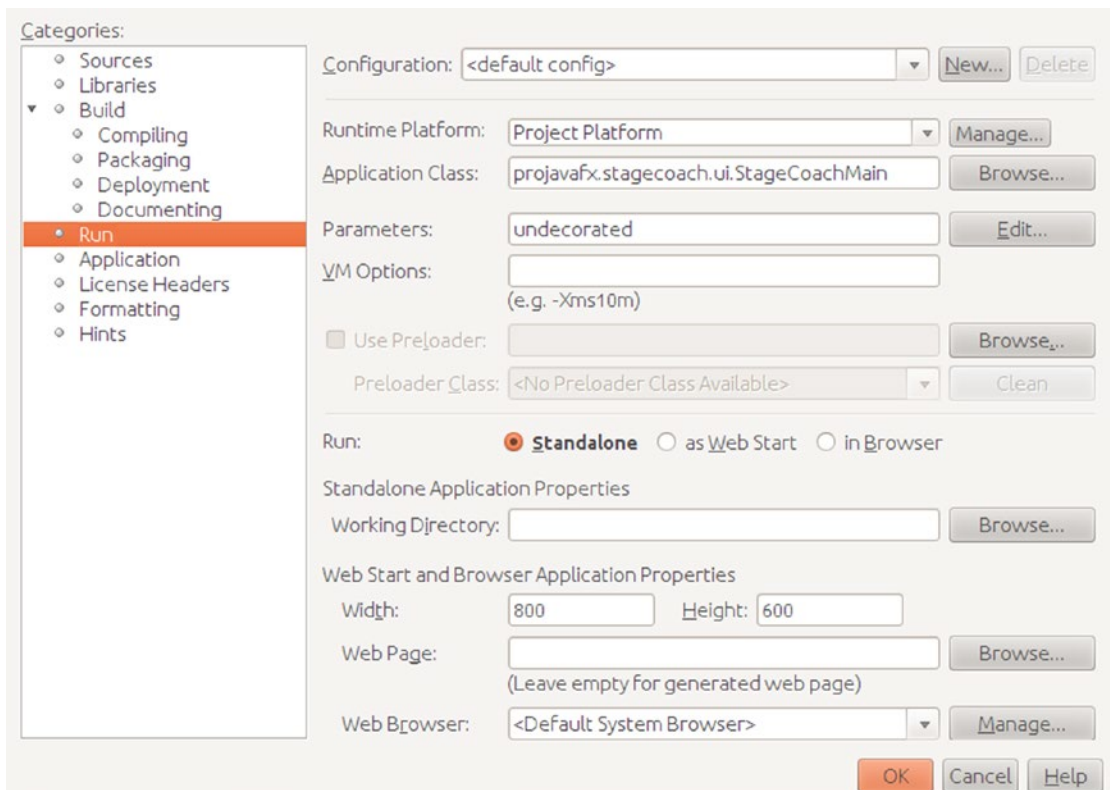 Categories:
Sources
Libraries
Build
Compiling
Packaging
Deployment
Documenting
Run
Application
License Headers
Formatting
Hints
Configuration: <default config> New... Delete
Runtime Platform: Project Platform Manage...
Application Class: projavafx.stagecoach.ui.StageCoachMain Browse...
Parameters: undecorated Edit...
VM Options:
(e.g. -Xms10m)
Use Preloader: Browse...
Preloader Class: <No Preloader Class Available> Clean
Run: Standalone as Web Start in Browser
Standalone Application Properties
Working Directory: Browse...
Web Start and Browser Application Properties
Width: 800 Height: 600
Web Page: Browse...
(Leave empty for generated web page)
Web Browser: <Default System Browser> Manage...
OK Cancel Help